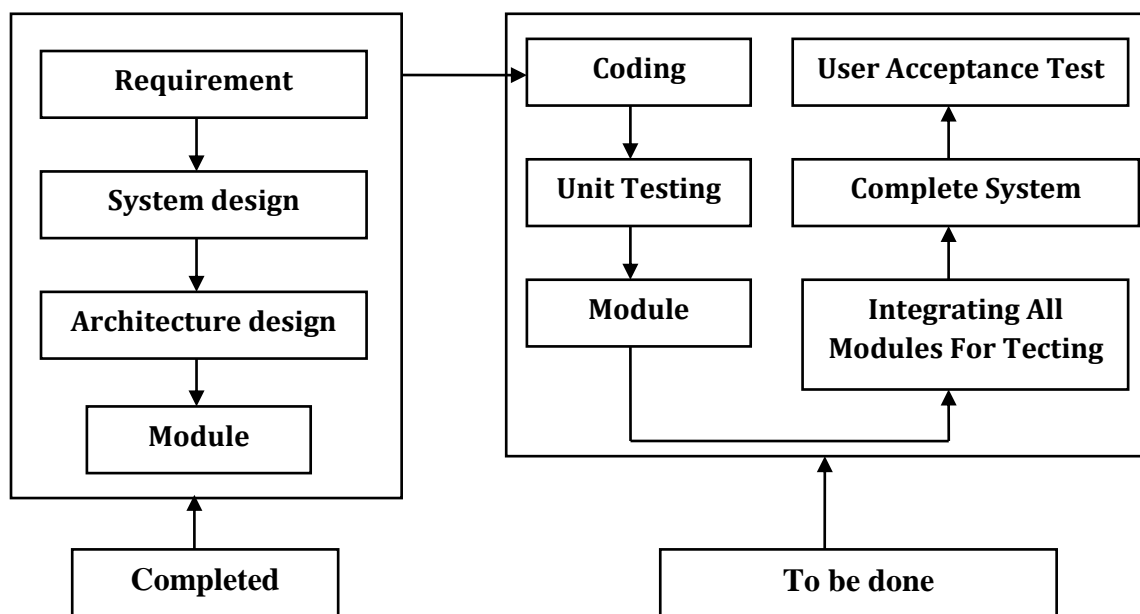 Requirement
System design
Architecture design
Module
Completed
Coding
Unit Testing
Module
User Acceptance Test
Complete System
Integrating All
Modules For Tecting
To be done